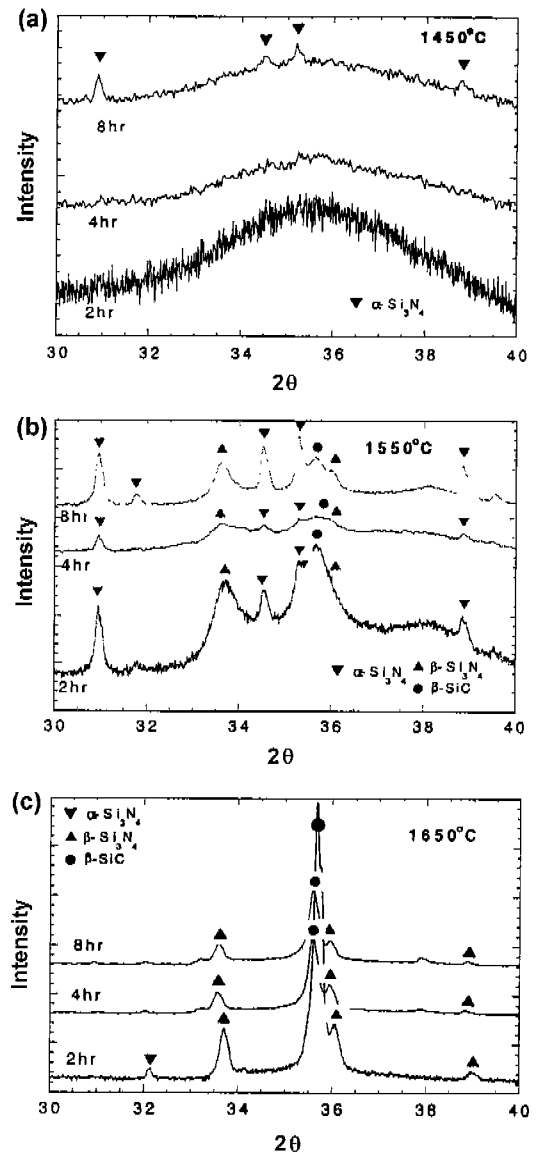 (a)
1450°C
8hr
4hr
2hr
▼ α-Si₃N₄
Intensity
30 32 34 36 38 40
2θ
(b)
1550°C
8hr
4hr
2hr
▼ α-Si₃N₄
▲ β-Si₃N₄
● β-SiC
Intensity
30 32 34 36 38 40
2θ
(c)
▼ α-Si₃N₄
▲ β-Si₃N₄
● β-SiC
1650°C
8hr
4hr
2hr
Intensity
30 32 34 36 38 40
2θ